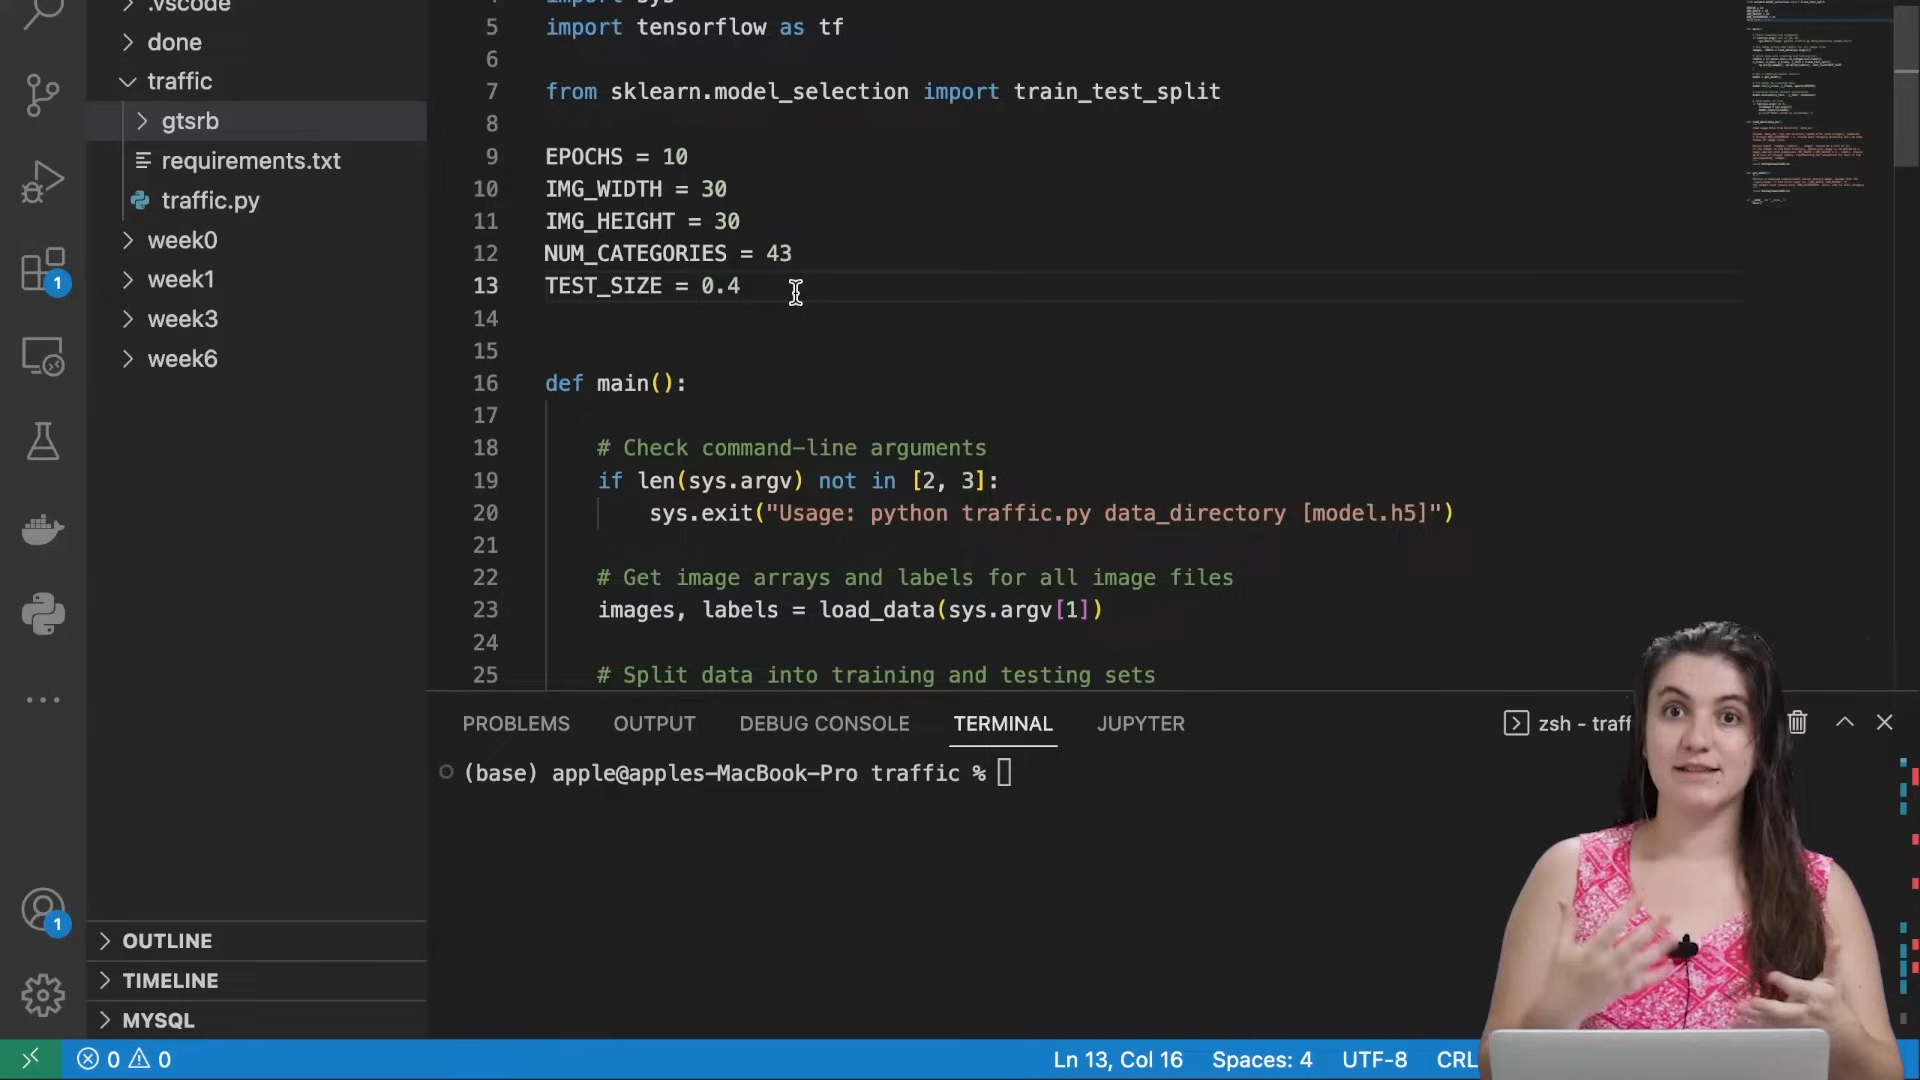 .vscode
done
traffic
gtsrb
requirements.txt
traffic.py
week0
week1
week3
week6
OUTLINE
TIMELINE
MYSQL
1
1
4 import sys
5 import tensorflow as tf
6
7 from sklearn.model_selection import train_test_split
8
9 EPOCHS = 10
10 IMG_WIDTH = 30
11 IMG_HEIGHT = 30
12 NUM_CATEGORIES = 43
13 TEST_SIZE = 0.4
14
15
16 def main():
17
18 # Check command-line arguments
19 if len(sys.argv) not in [2, 3]:
20 sys.exit("Usage: python traffic.py data_directory [model.h5]")
21
22 # Get image arrays and labels for all image files
23 images, labels = load_data(sys.argv[1])
24
25 # Split data into training and testing sets
PROBLEMS OUTPUT DEBUG CONSOLE TERMINAL JUPYTER zsh - traff
(base) apple@apples-MacBook-Pro traffic %
0 0 Ln 13, Col 16 Spaces: 4 UTF-8 CRL